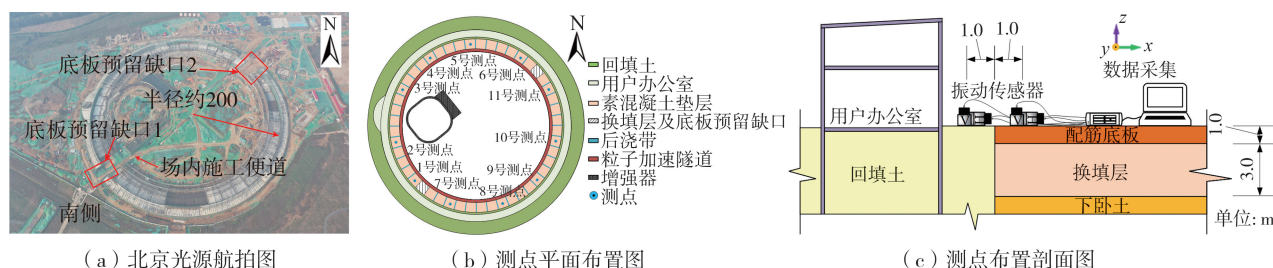 N
底板预留缺口2
半径约200
底板预留缺口1
场内施工便道
南侧
(a)北京光源航拍图
N
5号测点
4号测点
6号测点
3号测点
11号测点
10号测点
2号测点
1号测点
9号测点
7号测点
8号测点
回填土
用户办公室
素混凝土垫层
换填层及底板预留缺口
后浇带
粒子加速隧道
增强器
测点
(b)测点平面布置图
z
y
x
1.0
1.0
数据采集
振动传感器
用户办公室
配筋底板
1.0
回填土
换填层
3.0
下卧土
单位: m
(c)测点布置剖面图